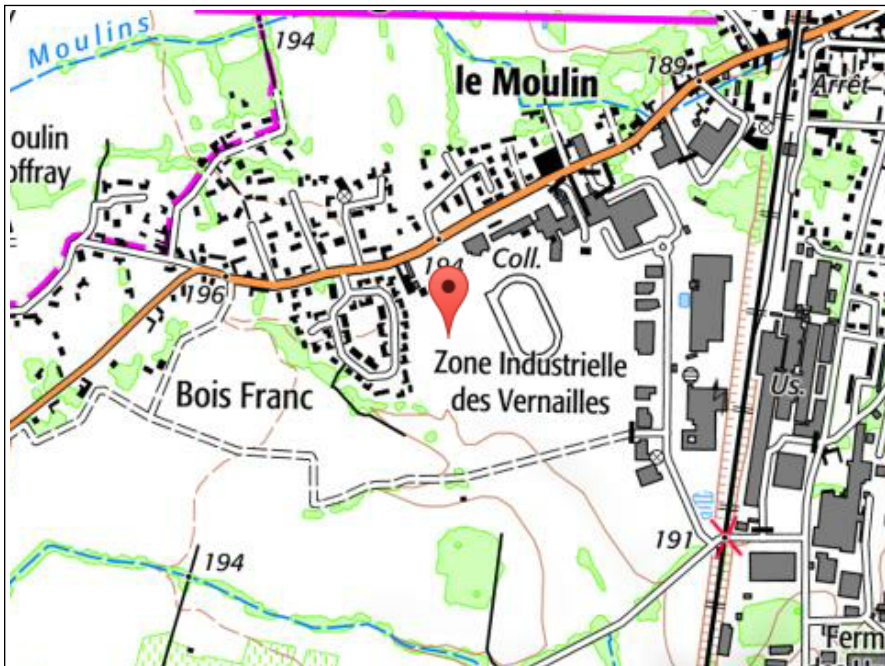 Moulins
194
189
le Moulin
Arrêt
oulin
offray
194
Coll.
196
Zone Industrielle
des Vernailles
Us.
Bois Franc
191
194
Ferm